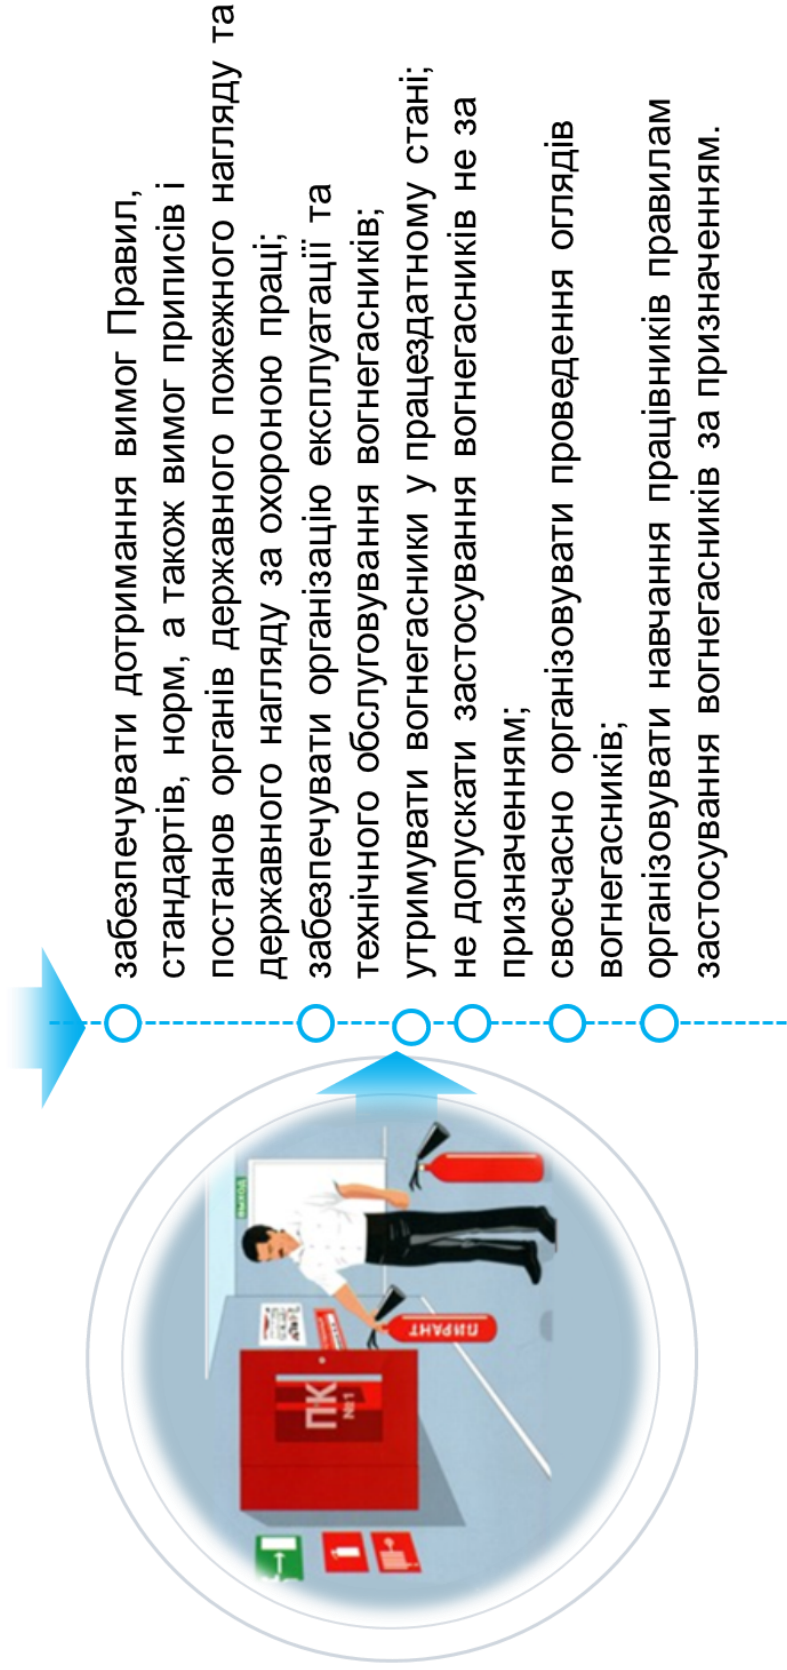 забезпечувати дотримання вимог Правил,
стандартів, норм, а також вимог приписів і
постанов органів державного пожежного нагляду та
державного нагляду за охороною праці;
забезпечувати організацію експлуатації та
технічного обслуговування вогнегасників;
утримувати вогнегасники у працездатному стані;
не допускати застосування вогнегасників не за
призначенням;
своєчасно організовувати проведення оглядів
вогнегасників;
організовувати навчання працівників правилам
застосування вогнегасників за призначенням.
ПК
№1
ПИРАНТ